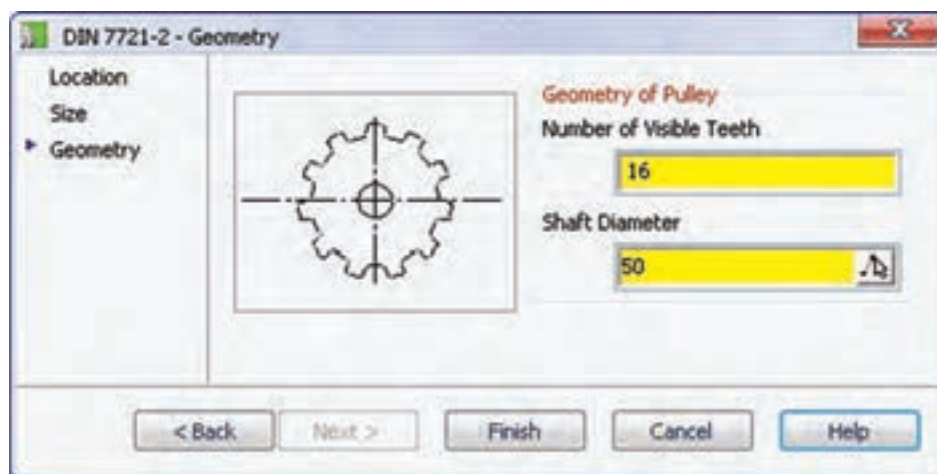 DIN 7721-2 - Geometry
Location
Size
Geometry
Geometry of Pulley
Number of Visible Teeth
16
Shaft Diameter
50
< Back
Next >
Finish
Cancel
Help